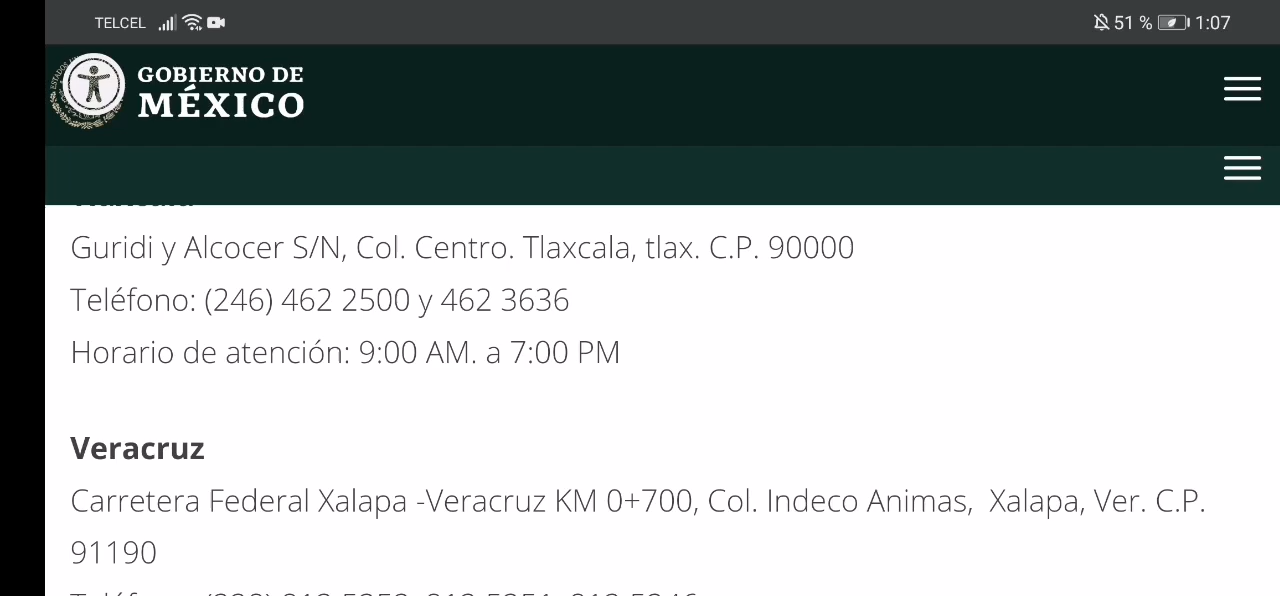 TELCEL 51 % 1:07
GOBIERNO DE
MÉXICO
Guridi y Alcocer S/N, Col. Centro. Tlaxcala, tlax. C.P. 90000
Teléfono: (246) 462 2500 y 462 3636
Horario de atención: 9:00 AM. a 7:00 PM
Veracruz
Carretera Federal Xalapa -Veracruz KM 0+700, Col. Indeco Animas, Xalapa, Ver. C.P.
91190